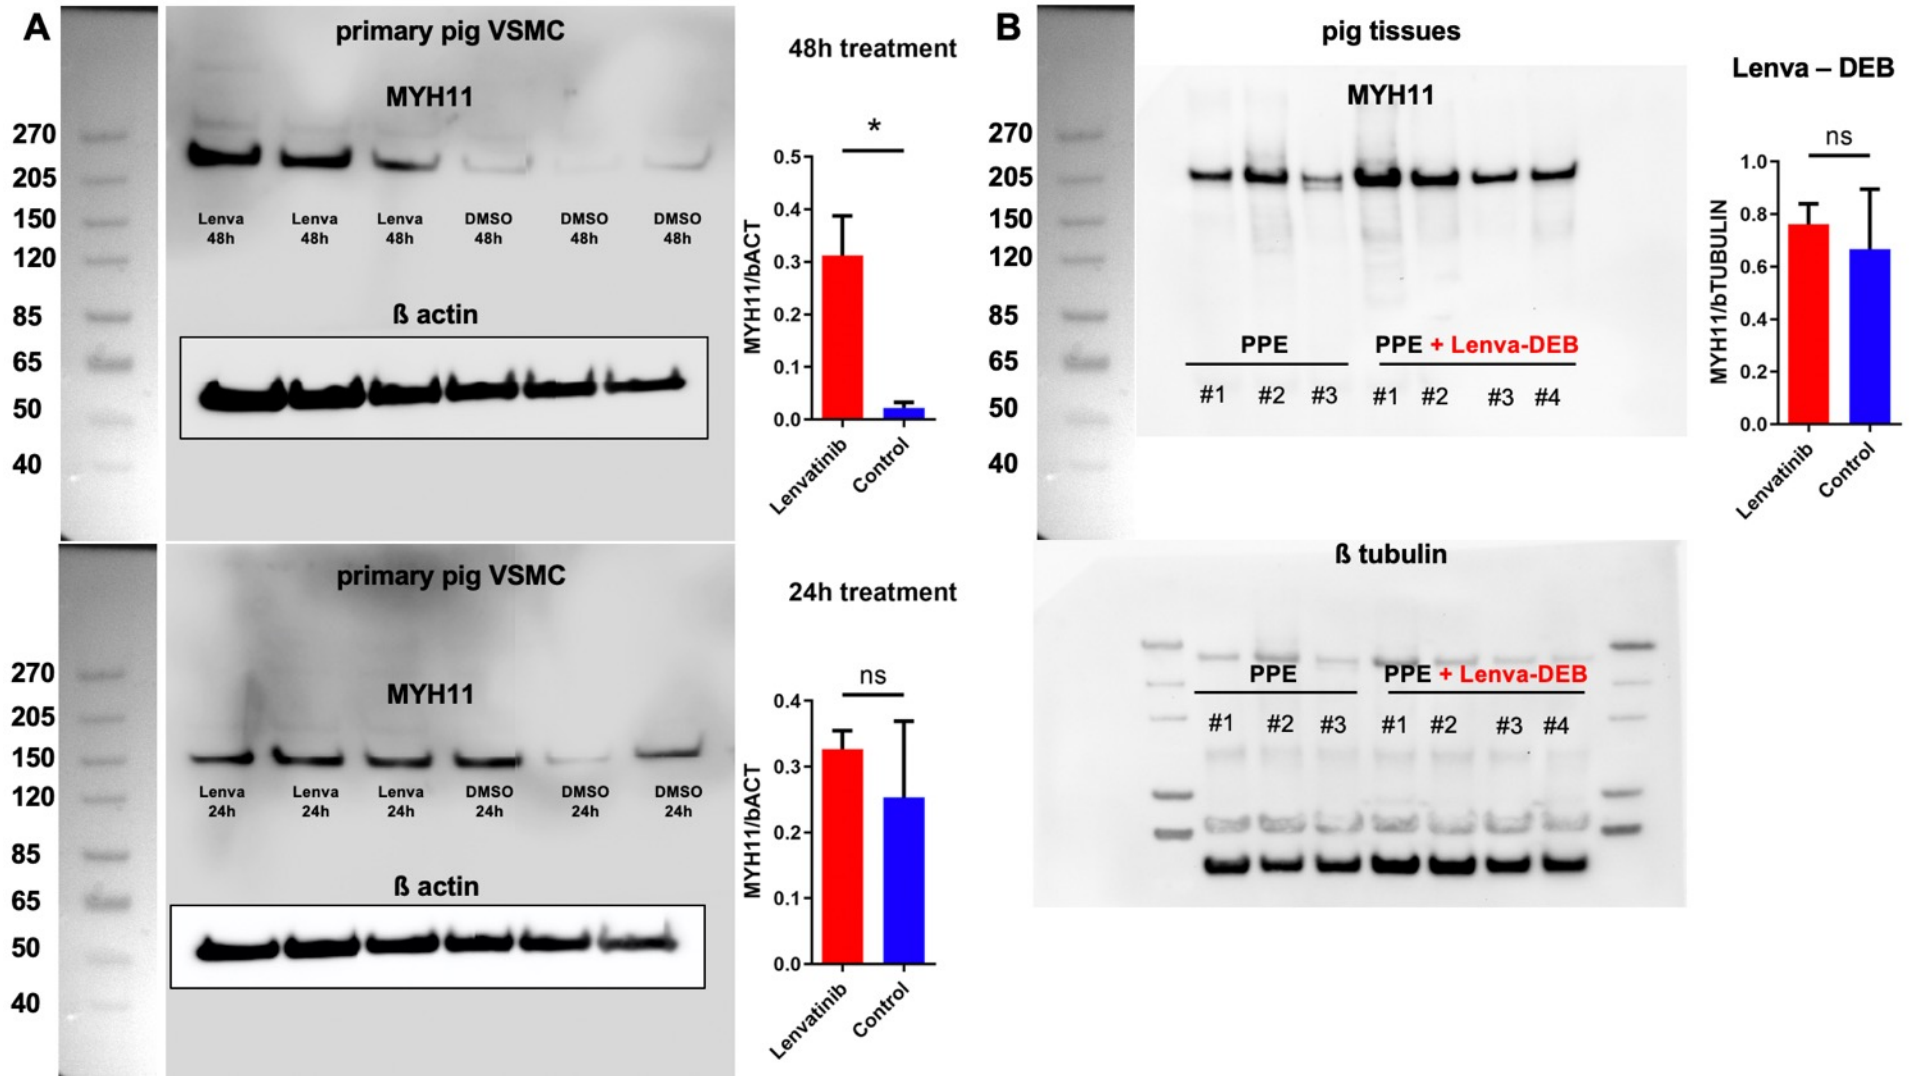 A
primary pig VSMC
MYH11
270
205
150
120
85
65
50
40
Lenva 48h
Lenva 48h
Lenva 48h
DMSO 48h
DMSO 48h
DMSO 48h
ß actin
48h treatment
*
MYH11/bACT
0.5
0.4
0.3
0.2
0.1
0.0
Lenvatinib
Control
primary pig VSMC
MYH11
270
205
150
120
85
65
50
40
Lenva 24h
Lenva 24h
Lenva 24h
DMSO 24h
DMSO 24h
DMSO 24h
ß actin
24h treatment
ns
MYH11/bACT
0.4
0.3
0.2
0.1
0.0
Lenvatinib
Control
B
pig tissues
MYH11
270
205
150
120
85
65
50
40
PPE
PPE + Lenva-DEB
#1 #2 #3 #1 #2 #3 #4
Lenva – DEB
ns
MYH11/bTUBULIN
1.0
0.8
0.6
0.4
0.2
0.0
Lenvatinib
Control
ß tubulin
PPE
PPE + Lenva-DEB
#1 #2 #3 #1 #2 #3 #4